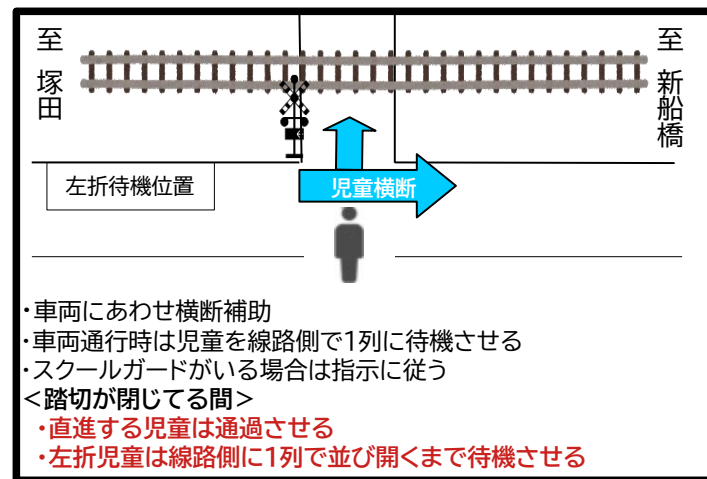 至 塚田
至 新船橋
左折待機位置
児童横断
・車両にあわせ横断補助
・車両通行時は児童を線路側で1列に待機させる
・スクールガードがいる場合は指示に従う
＜踏切が閉じてる間＞
・直進する児童は通過させる
・左折児童は線路側に1列で並び開くまで待機させる